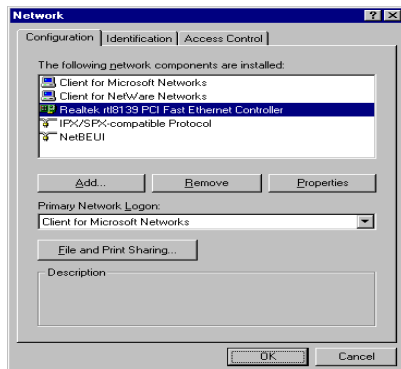 Network
Configuration Identification Access Control
The following network components are installed:
Client for Microsoft Networks
Client for NetWare Networks
Realtek rtl8139 PCI Fast Ethernet Controller
IPX/SPX-compatible Protocol
NetBEUI
Add... Remove Properties
Primary Network Logon:
Client for Microsoft Networks
File and Print Sharing...
Description
OK Cancel